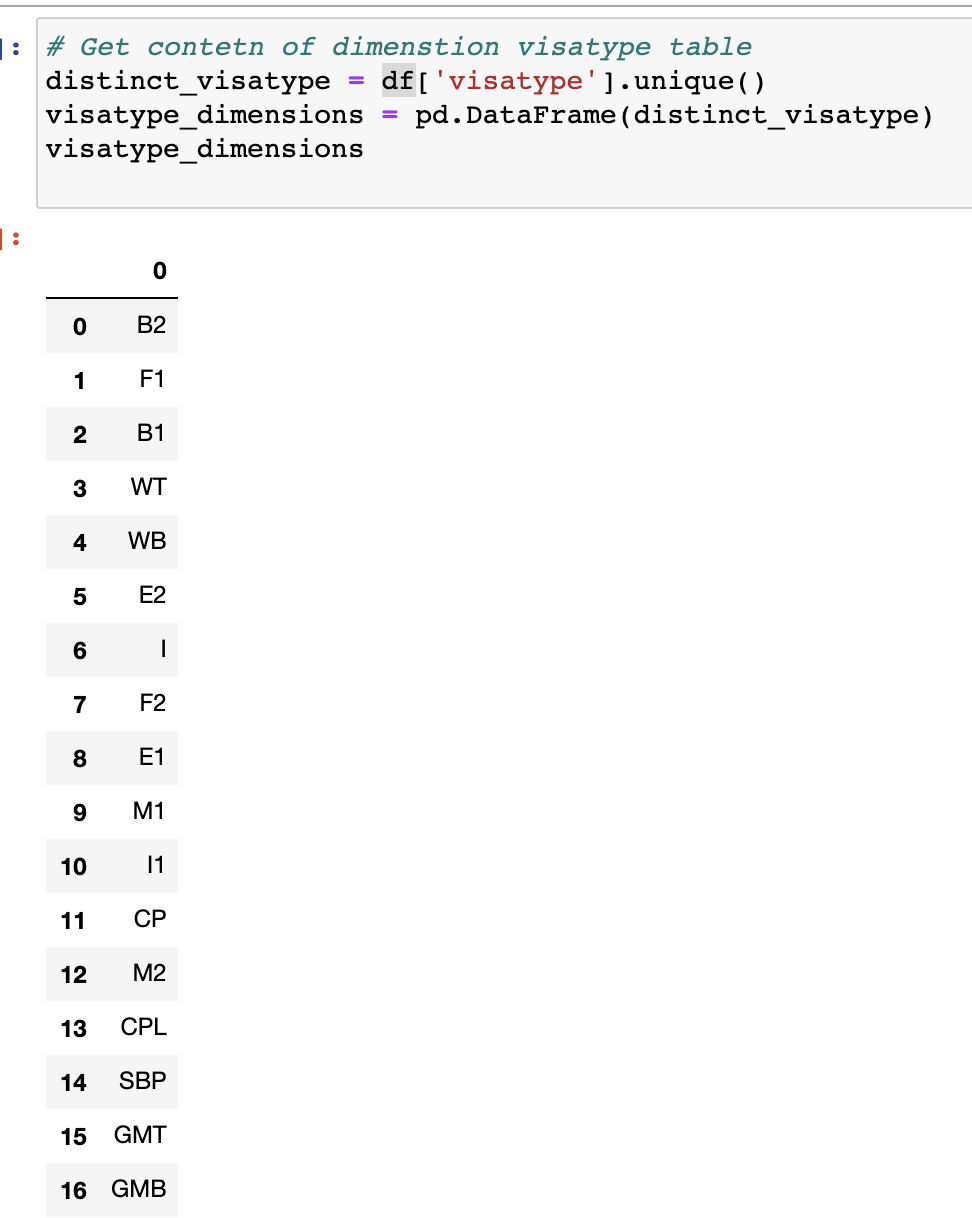 ]:
# Get contetn of dimenstion visatype table
distinct_visatype = df['visatype'].unique()
visatype_dimensions = pd.DataFrame(distinct_visatype)
visatype_dimensions
]:
0
0 B2
1 F1
2 B1
3 WT
4 WB
5 E2
6 I
7 F2
8 E1
9 M1
10 I1
11 CP
12 M2
13 CPL
14 SBP
15 GMT
16 GMB